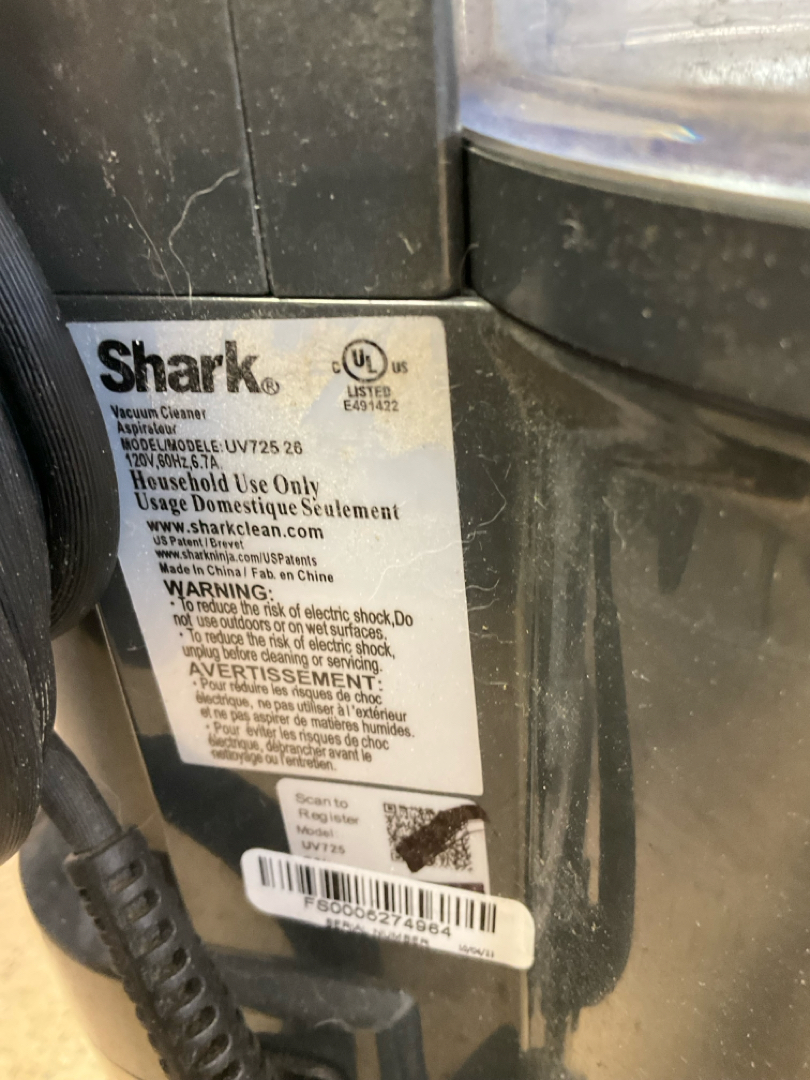 Shark®
C UL US
LISTED
E491422
Vacuum Cleaner
Aspirateur
MODEL/MODELE: UV725 26
120V,60Hz,6.7A
Household Use Only
Usage Domestique Seulement
www.sharkclean.com
US Patent / Brevet
www.sharkninja.com/USPatents
Made In China / Fab. en Chine
WARNING:
· To reduce the risk of electric shock,Do
not use outdoors or on wet surfaces.
· To reduce the risk of electric shock,
unplug before cleaning or servicing.
AVERTISSEMENT:
· Pour réduire les risques de choc
électrique, ne pas utiliser à l'extérieur
et ne pas aspirer de matières humides.
· Pour éviter les risques de choc
électrique, débrancher avant le
nettoyage ou l'entretien.
Scan to
Register
Model:
UV725
FS0006274964
SERIAL NUMBER